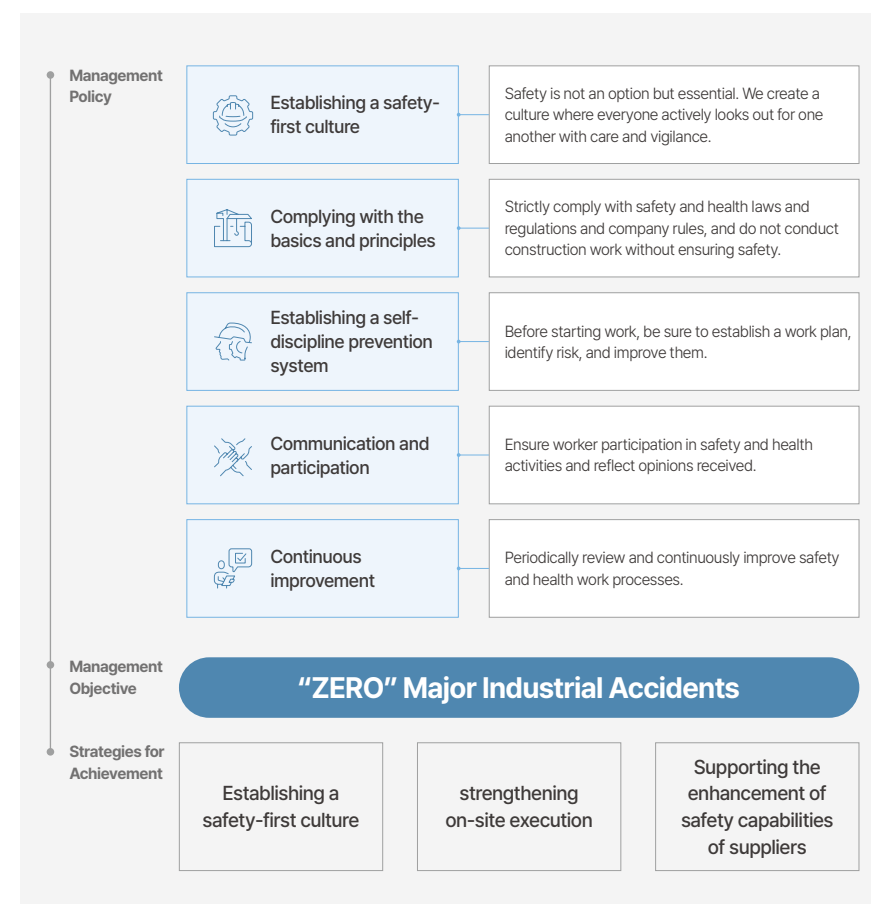 Management
Policy
Establishing a safety-
first culture
Safety is not an option but essential. We create a
culture where everyone actively looks out for one
another with care and vigilance.
Complying with the
basics and principles
Strictly comply with safety and health laws and
regulations and company rules, and do not conduct
construction work without ensuring safety.
Establishing a self-
discipline prevention
system
Before starting work, be sure to establish a work plan,
identify risk, and improve them.
Communication and
participation
Ensure worker participation in safety and health
activities and reflect opinions received.
Continuous
improvement
Periodically review and continuously improve safety
and health work processes.
Management
Objective
“ZERO” Major Industrial Accidents
Strategies for
Achievement
Establishing a
safety-first culture
strengthening
on-site execution
Supporting the
enhancement of
safety capabilities
of suppliers